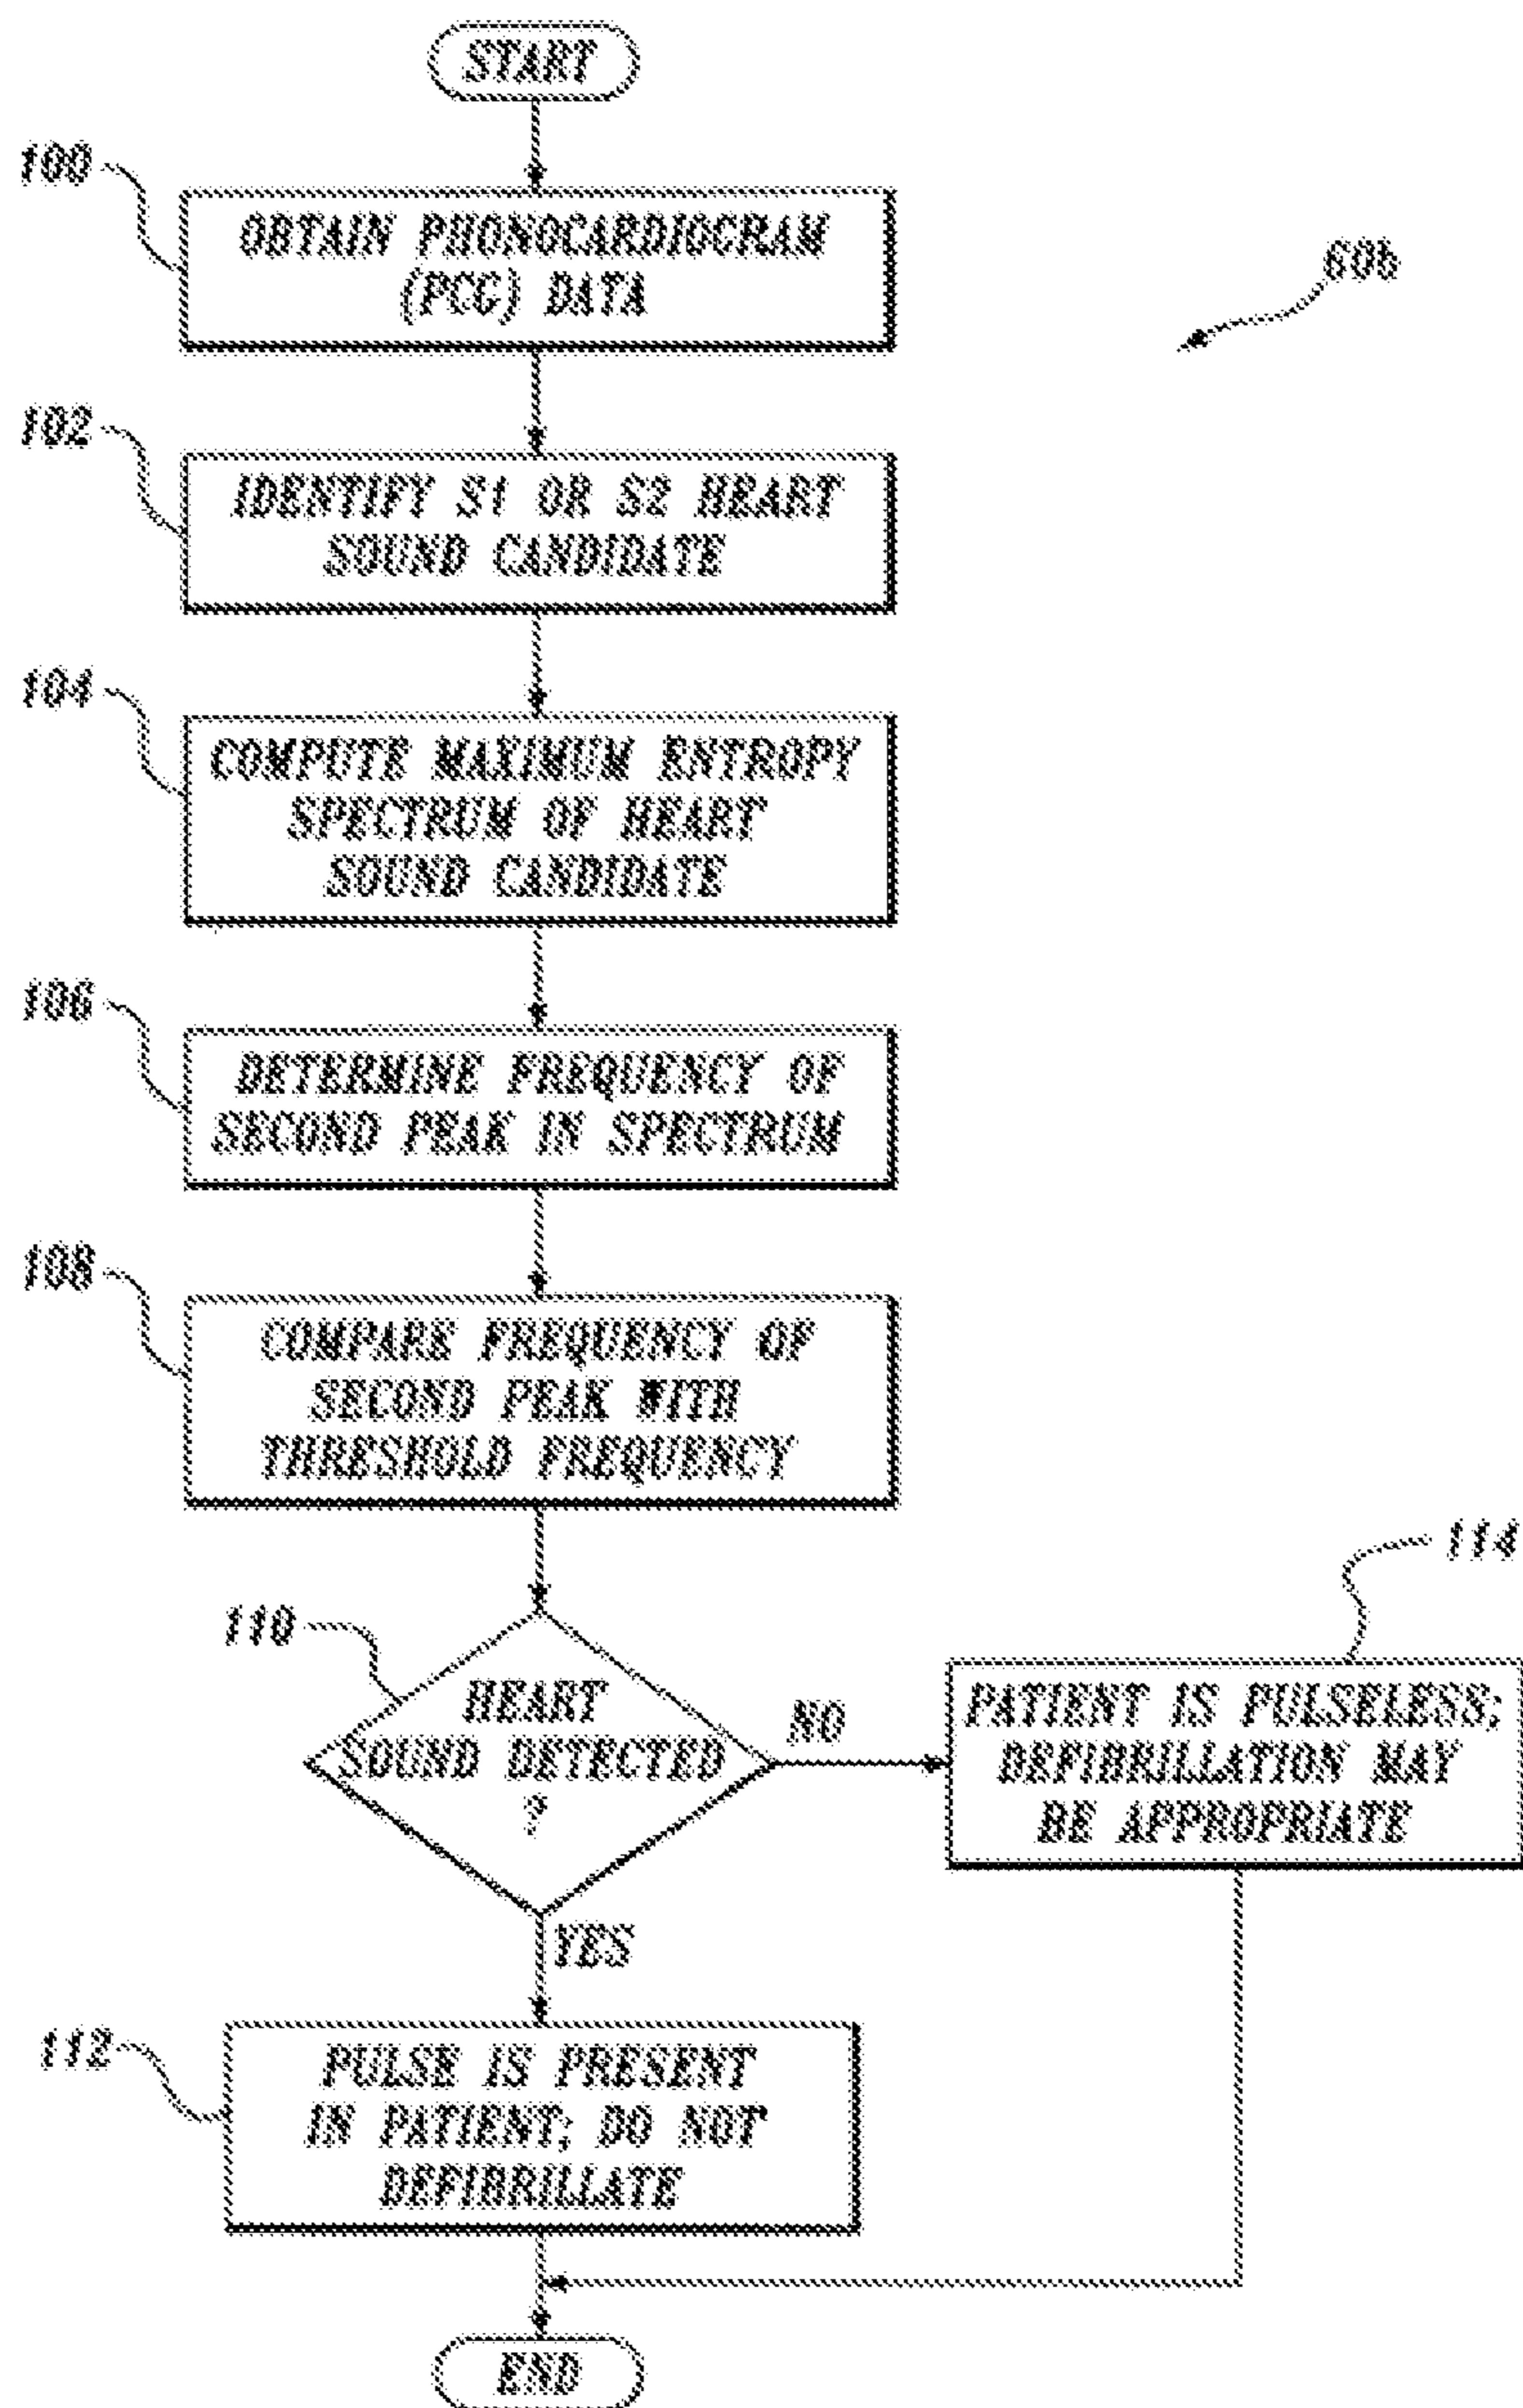 START
100
OBTAIN PHONOCARDIOGRAM
(PCG) DATA
60b
102
IDENTIFY S1 OR S2 HEART
SOUND CANDIDATE
104
COMPUTE MAXIMUM ENTROPY
SPECTRUM OF HEART
SOUND CANDIDATE
106
DETERMINE FREQUENCY OF
SECOND PEAK IN SPECTRUM
108
COMPARE FREQUENCY OF
SECOND PEAK WITH
THRESHOLD FREQUENCY
110
HEART
SOUND DETECTED
?
NO
114
PATIENT IS PULSELESS;
DEFIBRILLATION MAY
BE APPROPRIATE
YES
112
PULSE IS PRESENT
IN PATIENT; DO NOT
DEFIBRILLATE
END